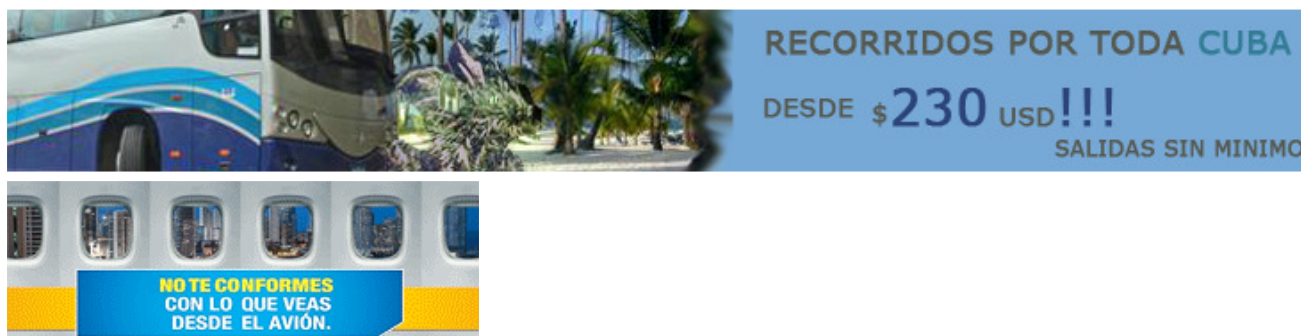 RECORRIDOS POR TODA CUBA
DESDE $230 USD!!!
SALIDAS SIN MINIMO
NO TE CONFORMES
CON LO QUE VEAS
DESDE EL AVIÓN.